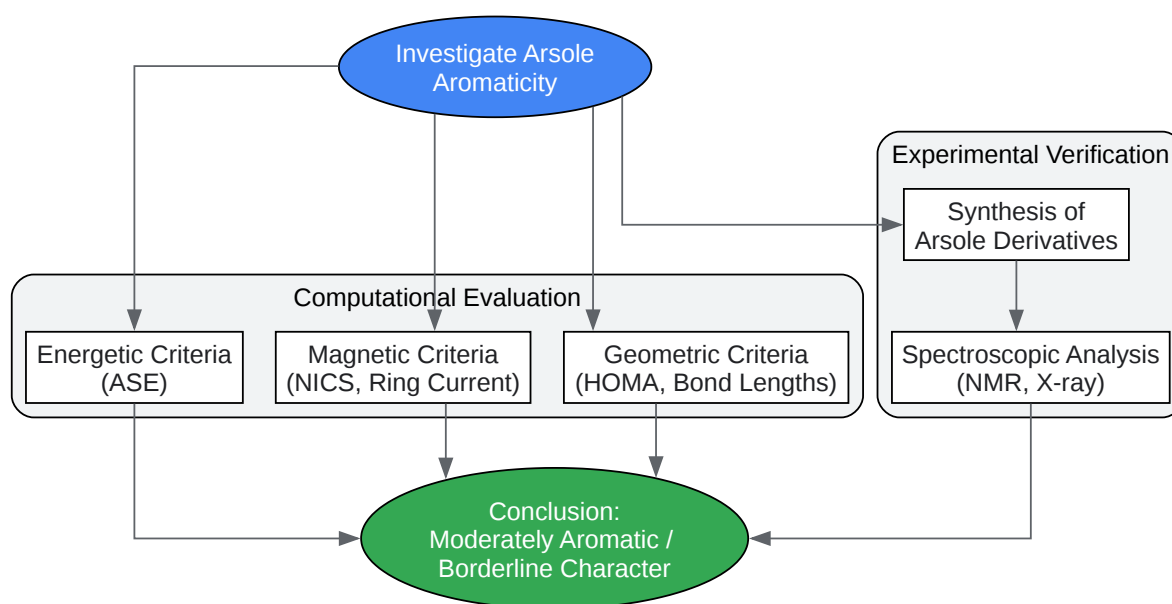 Investigate Arsole
Aromaticity
Experimental Verification
Synthesis of
Arsole Derivatives
Computational Evaluation
Energetic Criteria
(ASE)
Magnetic Criteria
(NICS, Ring Current)
Geometric Criteria
(HOMA, Bond Lengths)
Spectroscopic Analysis
(NMR, X-ray)
Conclusion:
Moderately Aromatic /
Borderline Character